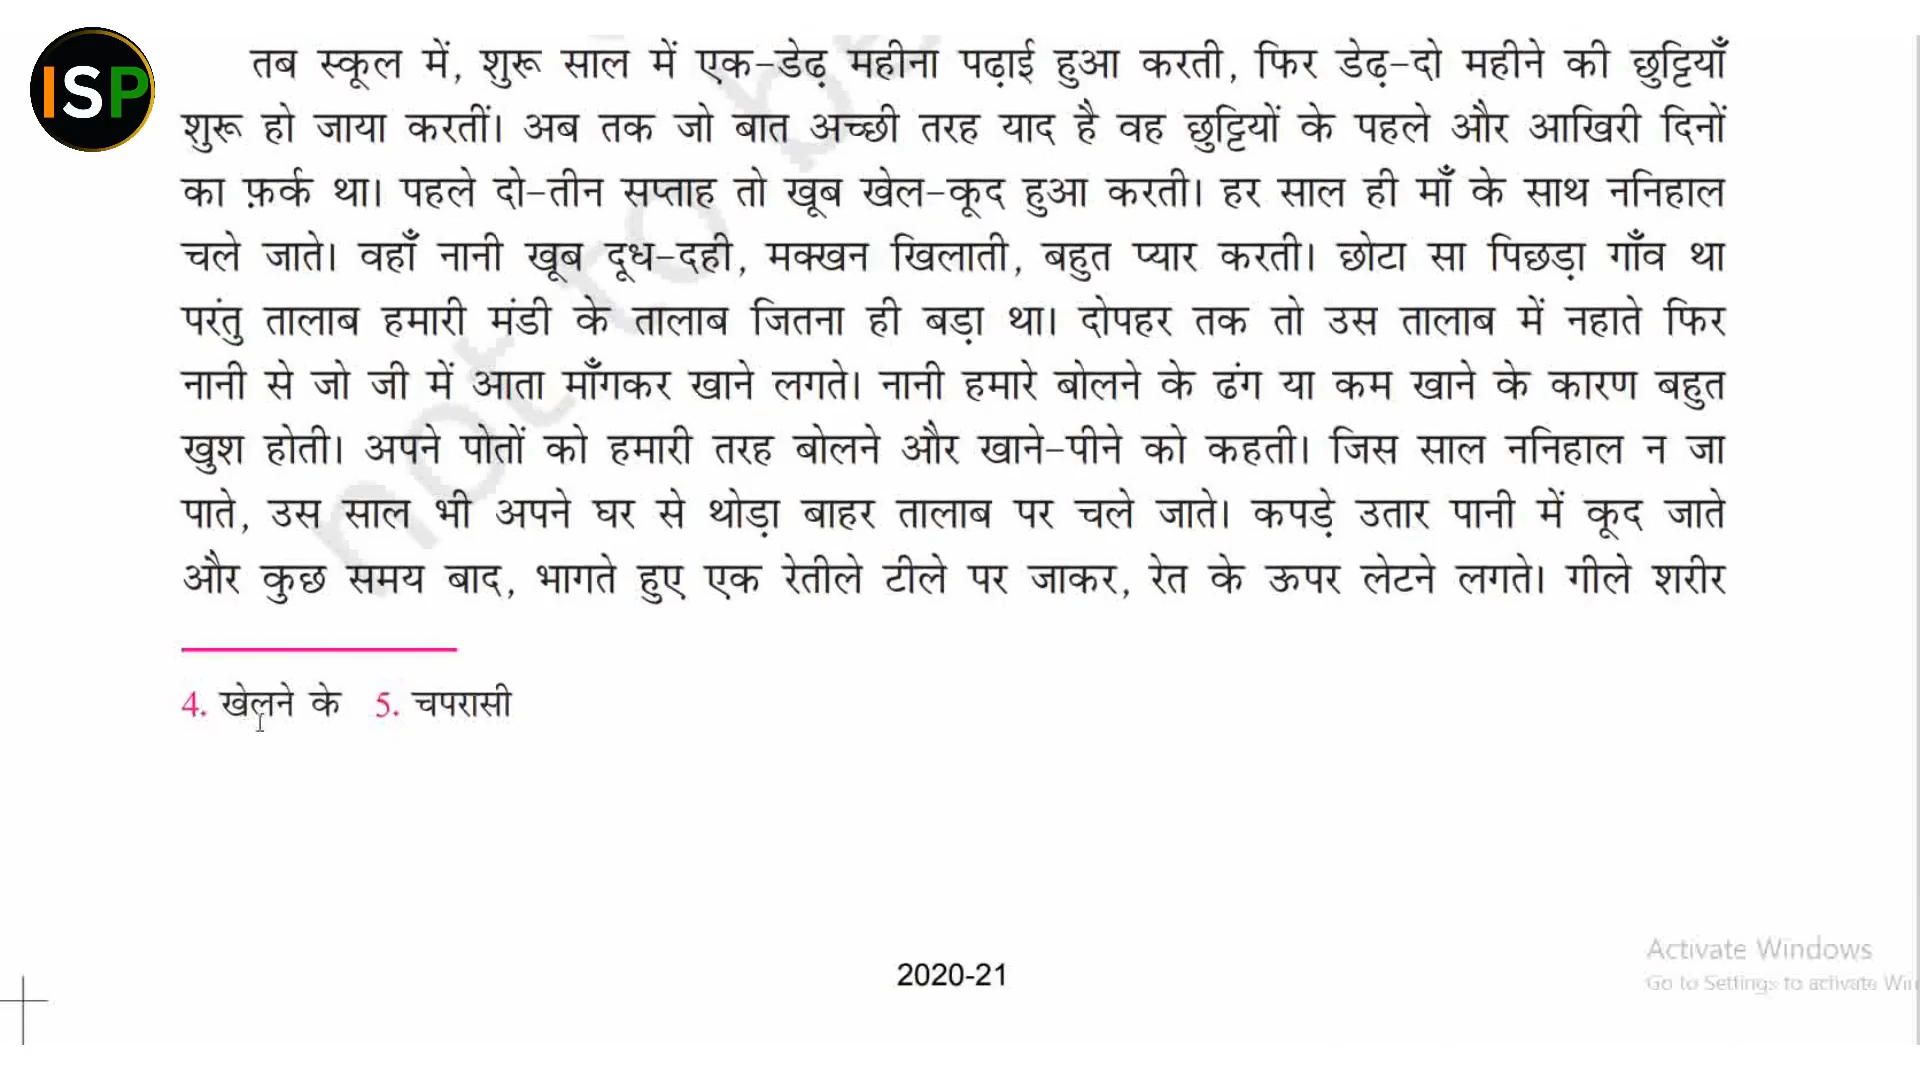 ISP
तब स्कूल में, शुरू साल में एक-डेढ़ महीना पढ़ाई हुआ करती, फिर डेढ़-दो महीने की छुट्टियाँ
शुरू हो जाया करतीं। अब तक जो बात अच्छी तरह याद है वह छुट्टियों के पहले और आखिरी दिनों
का फ़र्क था। पहले दो-तीन सप्ताह तो खूब खेल-कूद हुआ करती। हर साल ही माँ के साथ ननिहाल
चले जाते। वहाँ नानी खूब दूध-दही, मक्खन खिलाती, बहुत प्यार करती। छोटा सा पिछड़ा गाँव था
परंतु तालाब हमारी मंडी के तालाब जितना ही बड़ा था। दोपहर तक तो उस तालाब में नहाते फिर
नानी से जो जी में आता माँगकर खाने लगते। नानी हमारे बोलने के ढंग या कम खाने के कारण बहुत
खुश होती। अपने पोतों को हमारी तरह बोलने और खाने-पीने को कहती। जिस साल ननिहाल न जा
पाते, उस साल भी अपने घर से थोड़ा बाहर तालाब पर चले जाते। कपड़े उतार पानी में कूद जाते
और कुछ समय बाद, भागते हुए एक रेतीले टीले पर जाकर, रेत के ऊपर लेटने लगते। गीले शरीर
4. खेलने के 5. चपरासी
2020-21
Activate Windows
Go to Settings to activate Win
not to be